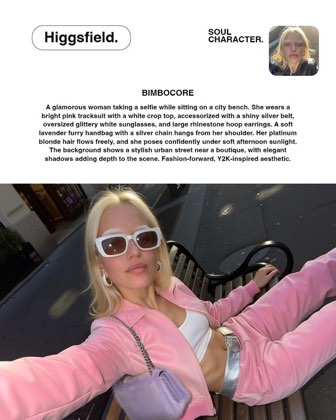 Higgsfield.
SOUL
CHARACTER.
BIMBOCORE
A glamorous woman taking a selfie while sitting on a city bench. She wears a
bright pink tracksuit with a white crop top, accessorized with a shiny silver belt,
oversized glittery white sunglasses, and large rhinestone hoop earrings. A soft
lavender furry handbag with a silver chain hangs from her shoulder. Her platinum
blonde hair flows freely, and she poses confidently under soft afternoon sunlight.
The background shows a stylish urban street near a boutique, with elegant
shadows adding depth to the scene. Fashion-forward, Y2K-inspired aesthetic.